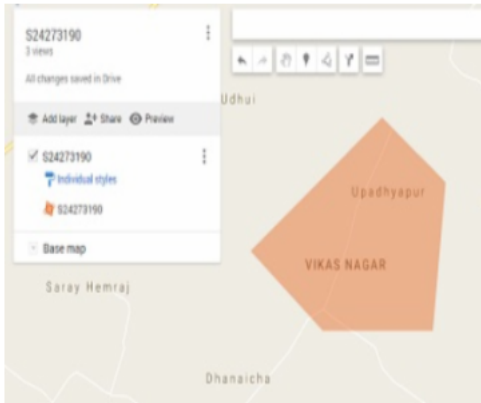 S24273190
3 views
All changes saved in Drive
Add layer Share Preview
S24273190
Individual styles
S24273190
Base map
Udhui
Upadhyapur
VIKAS NAGAR
Saray Hemraj
Dhanaicha